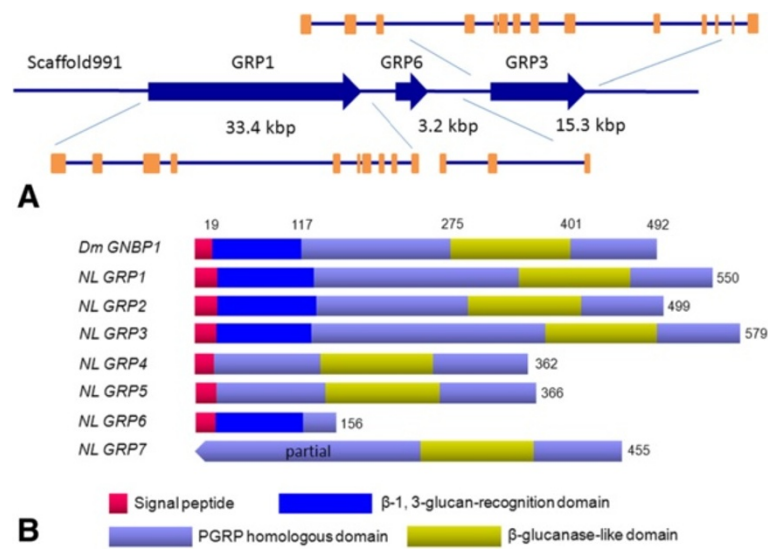 Scaffold991 GRP1 GRP6 GRP3
33.4 kbp 3.2 kbp 15.3 kbp
A
19 117 275 401 492
Dm GNBP1
NL GRP1 550
NL GRP2 499
NL GRP3 579
NL GRP4 362
NL GRP5 366
NL GRP6 156
NL GRP7 partial 455
Signal peptide β-1, 3-glucan-recognition domain
B PGRP homologous domain β-glucanase-like domain